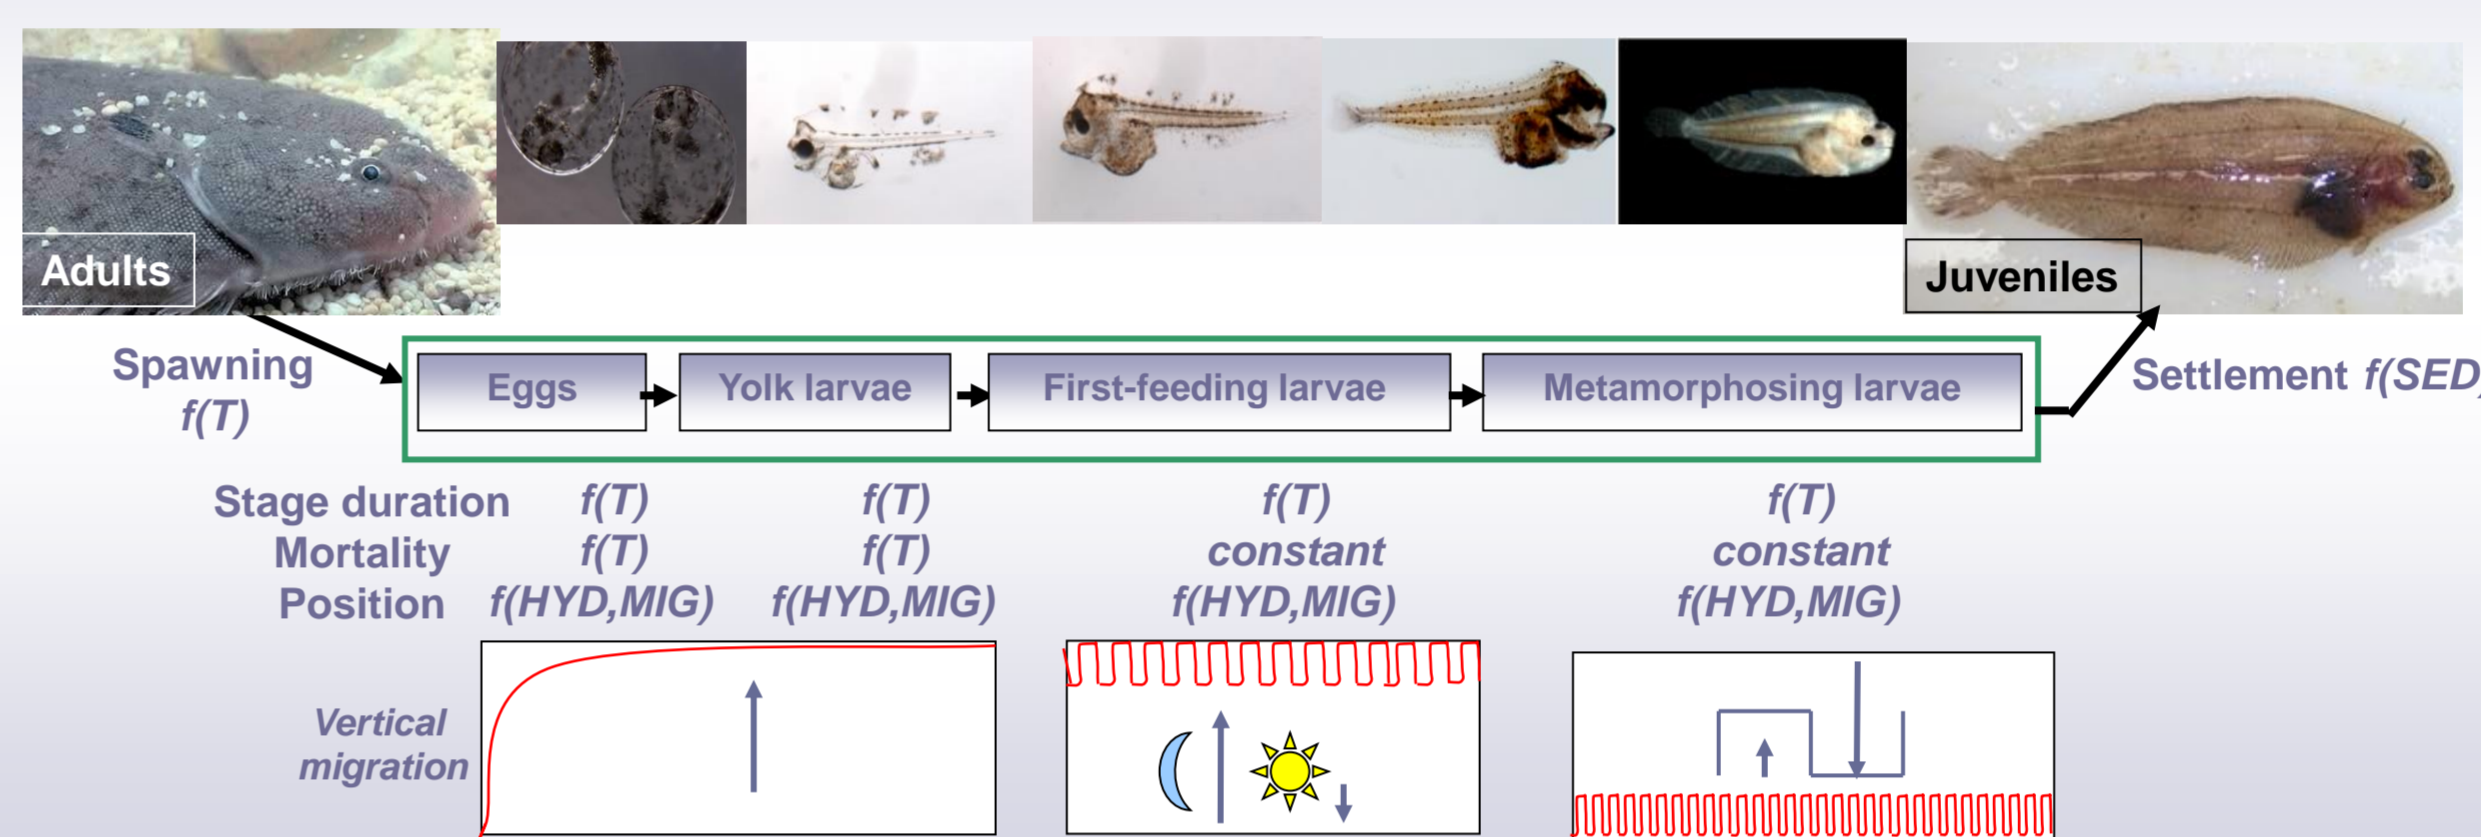 Adults
Juveniles
Spawning
f(T)
Eggs
Yolk larvae
First-feeding larvae
Metamorphosing larvae
Settlement f(SED)
Stage duration f(T) f(T) f(T) f(T)
Mortality f(T) f(T) constant constant
Position f(HYD,MIG) f(HYD,MIG) f(HYD,MIG) f(HYD,MIG)
Vertical
migration